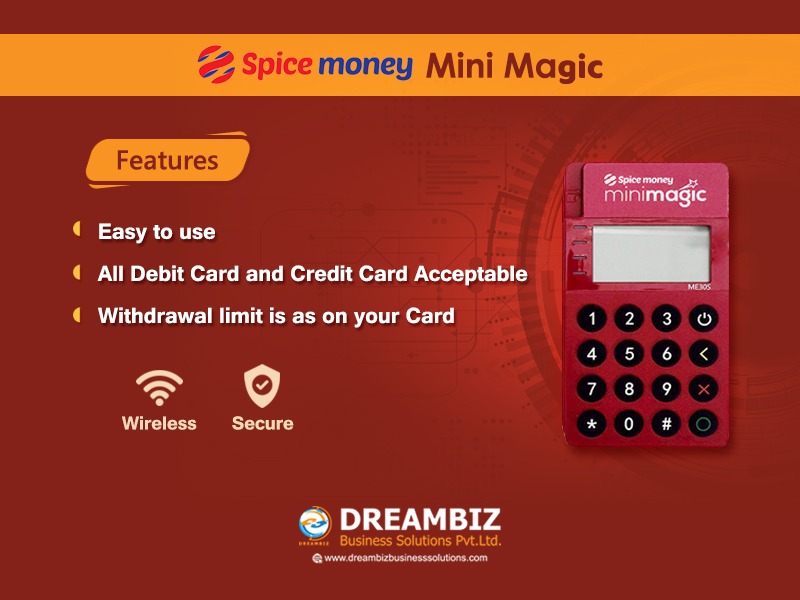 Spice money Mini Magic
Features
Easy to use
All Debit Card and Credit Card Acceptable
Withdrawal limit is as on your Card
Wireless
Secure
Spice money
minimagic
ME30S
1 2 3
4 5 6 <
7 8 9 ×
* 0 #
DREAMBIZ
DREAMBIZ
Business Solutions Pvt.Ltd.
www.dreambizbusinesssolutions.com